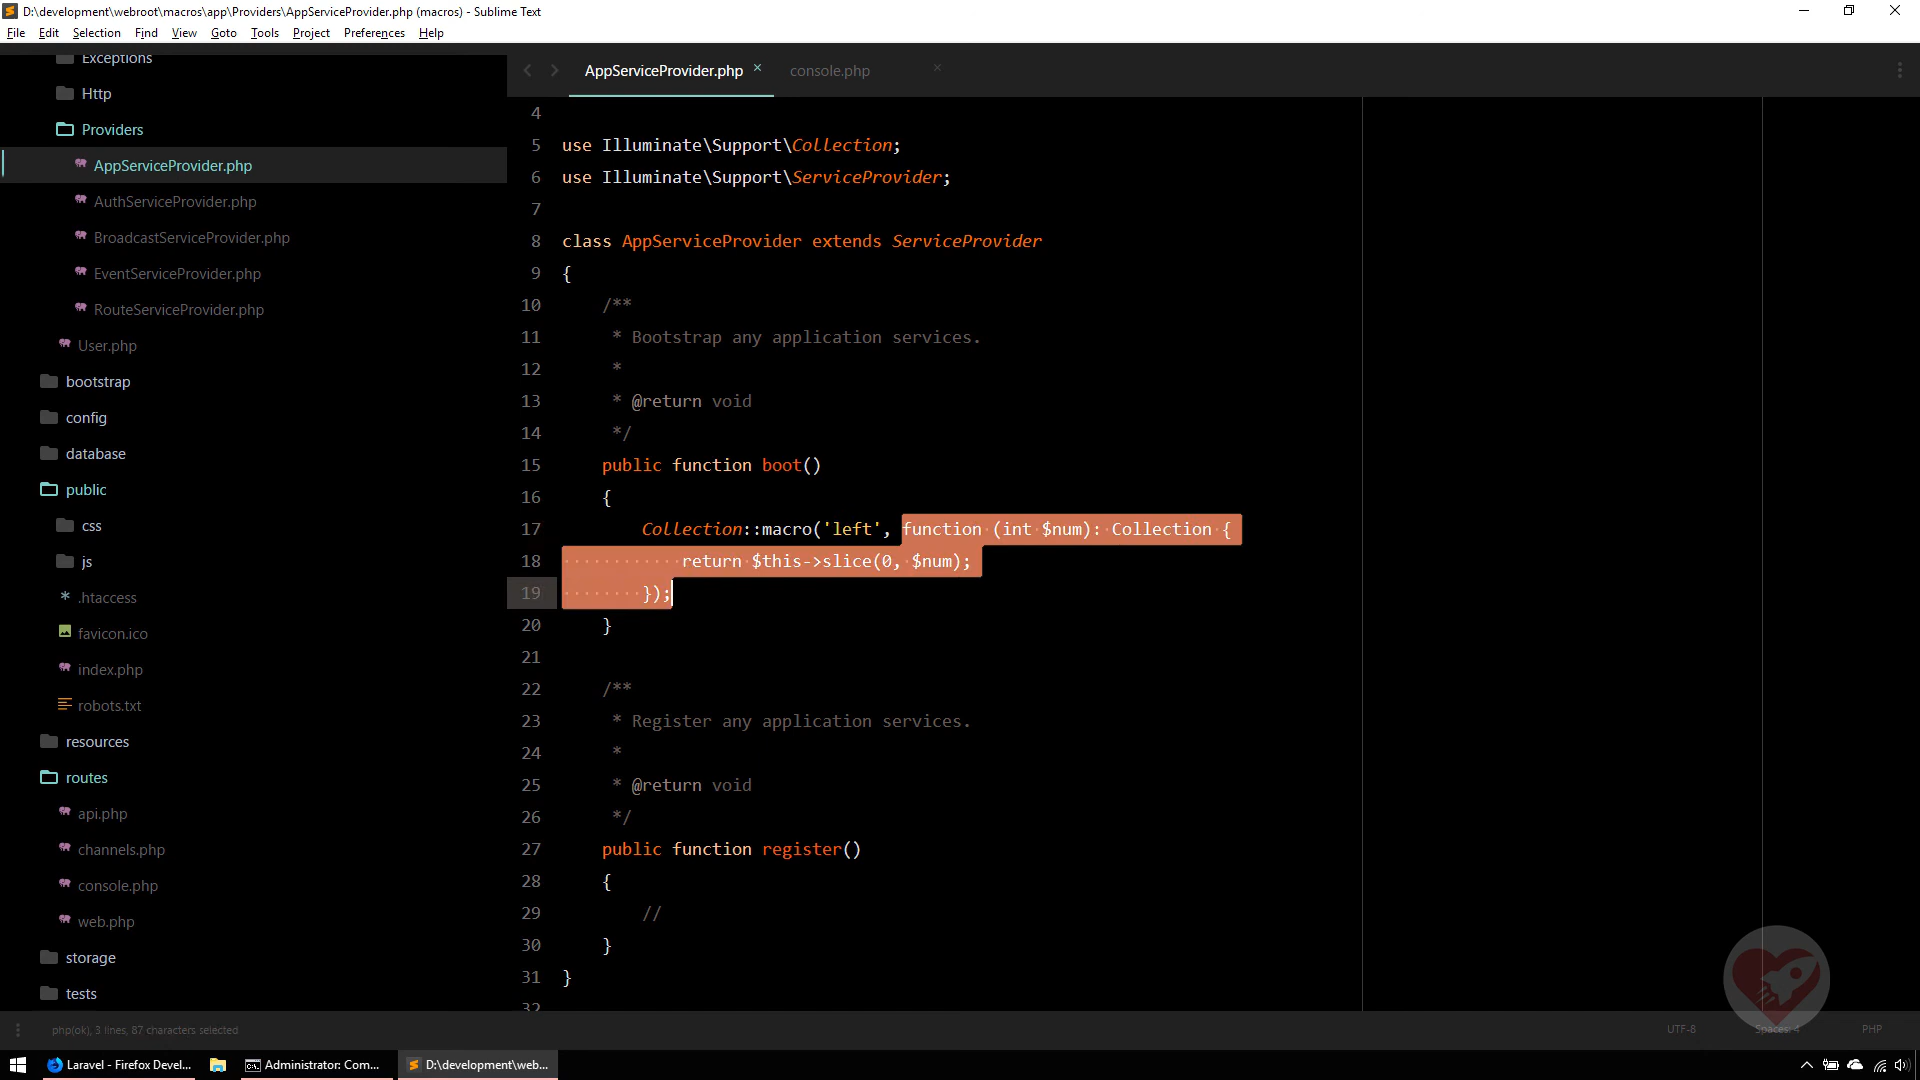 D:\development\webroot\macros\app\Providers\AppServiceProvider.php (macros) - Sublime Text
File Edit Selection Find View Goto Tools Project Preferences Help
Exceptions
Http
Providers
AppServiceProvider.php
AuthServiceProvider.php
BroadcastServiceProvider.php
EventServiceProvider.php
RouteServiceProvider.php
User.php
bootstrap
config
database
public
css
js
.htaccess
favicon.ico
index.php
robots.txt
resources
routes
api.php
channels.php
console.php
web.php
storage
tests
AppServiceProvider.php console.php
4
5 use Illuminate\Support\Collection;
6 use Illuminate\Support\ServiceProvider;
7
8 class AppServiceProvider extends ServiceProvider
9 {
10 /**
11 * Bootstrap any application services.
12 *
13 * @return void
14 */
15 public function boot()
16 {
17 Collection::macro('left', function (int $num): Collection {
18 return $this->slice(0, $num);
19 });
20 }
21
22 /**
23 * Register any application services.
24 *
25 * @return void
26 */
27 public function register()
28 {
29 //
30 }
31 }
32
php(ok), 3 lines, 87 characters selected
UTF-8 Spaces: 4 PHP
Laravel - Firefox Devel... Administrator: Com... D:\development\web...